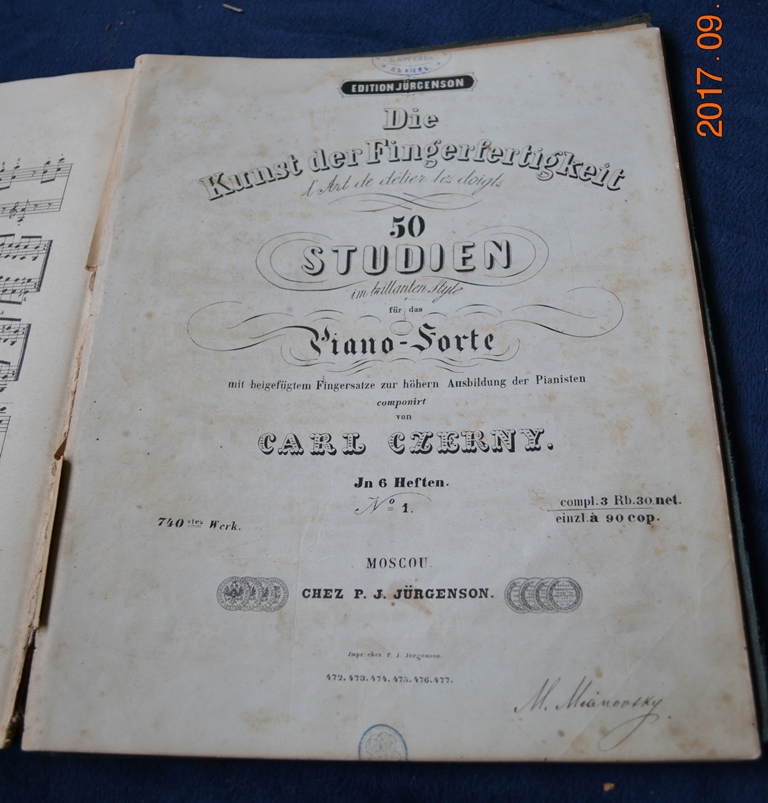 EDITION JÜRGENSON
Die
Kunst der Fingerfertigkeit
l'Art de délier les doigts
50
STUDIEN
im brillanten Style
für das
Piano-Forte
mit beigefügtem Fingersatze zur höhern Ausbildung der Pianisten
componirt
von
CARL CZERNY.
Jn 6 Heften.
Nº 1.
740stes Werk.
compl. 3 Rb. 30. net.
einzl. à 90 cop.
MOSCOU
CHEZ P. J. JÜRGENSON.
Impr. chez P. J. Jurgenson.
472. 473. 474. 475. 476. 477.
M. Mianovsky
2017.09.